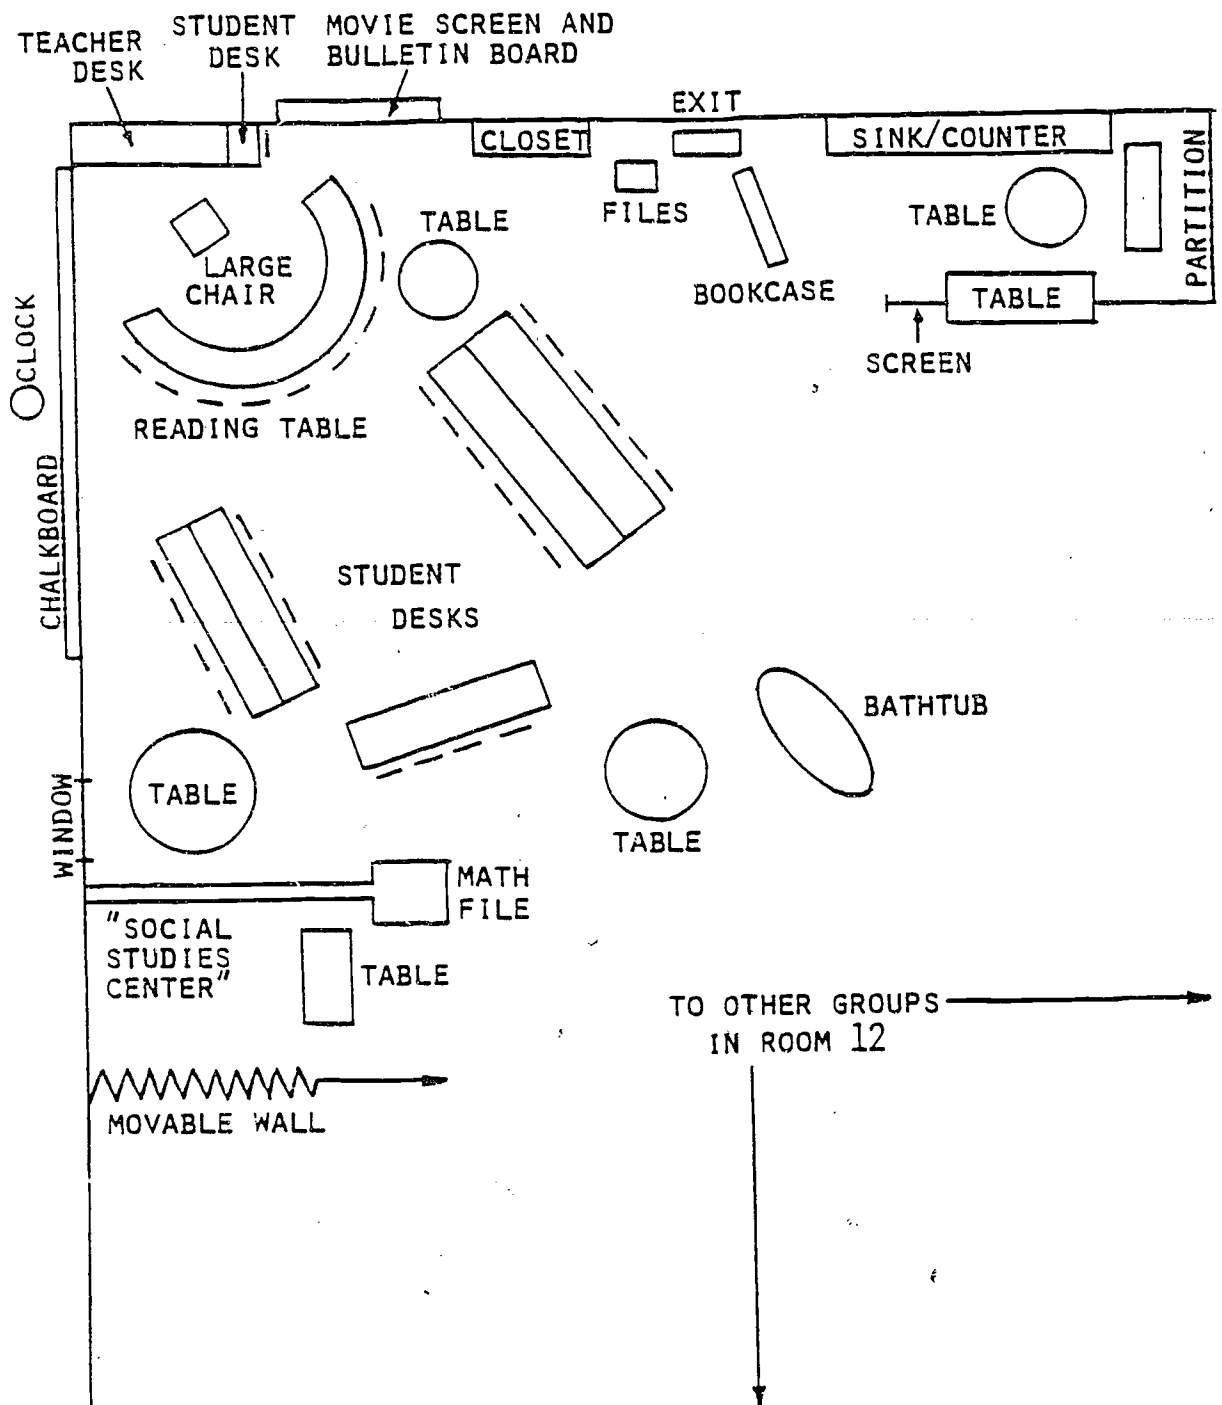 TEACHER
DESK
STUDENT
DESK
MOVIE SCREEN AND
BULLETIN BOARD
EXIT
CLOSET
SINK/COUNTER
PARTITION
FILES
TABLE
TABLE
LARGE
CHAIR
BOOKCASE
TABLE
SCREEN
CLOCK
READING TABLE
CHALKBOARD
STUDENT
DESKS
BATHTUB
WINDOW
TABLE
TABLE
MATH
FILE
"SOCIAL
STUDIES
CENTER"
TABLE
TO OTHER GROUPS
IN ROOM 12
MOVABLE WALL